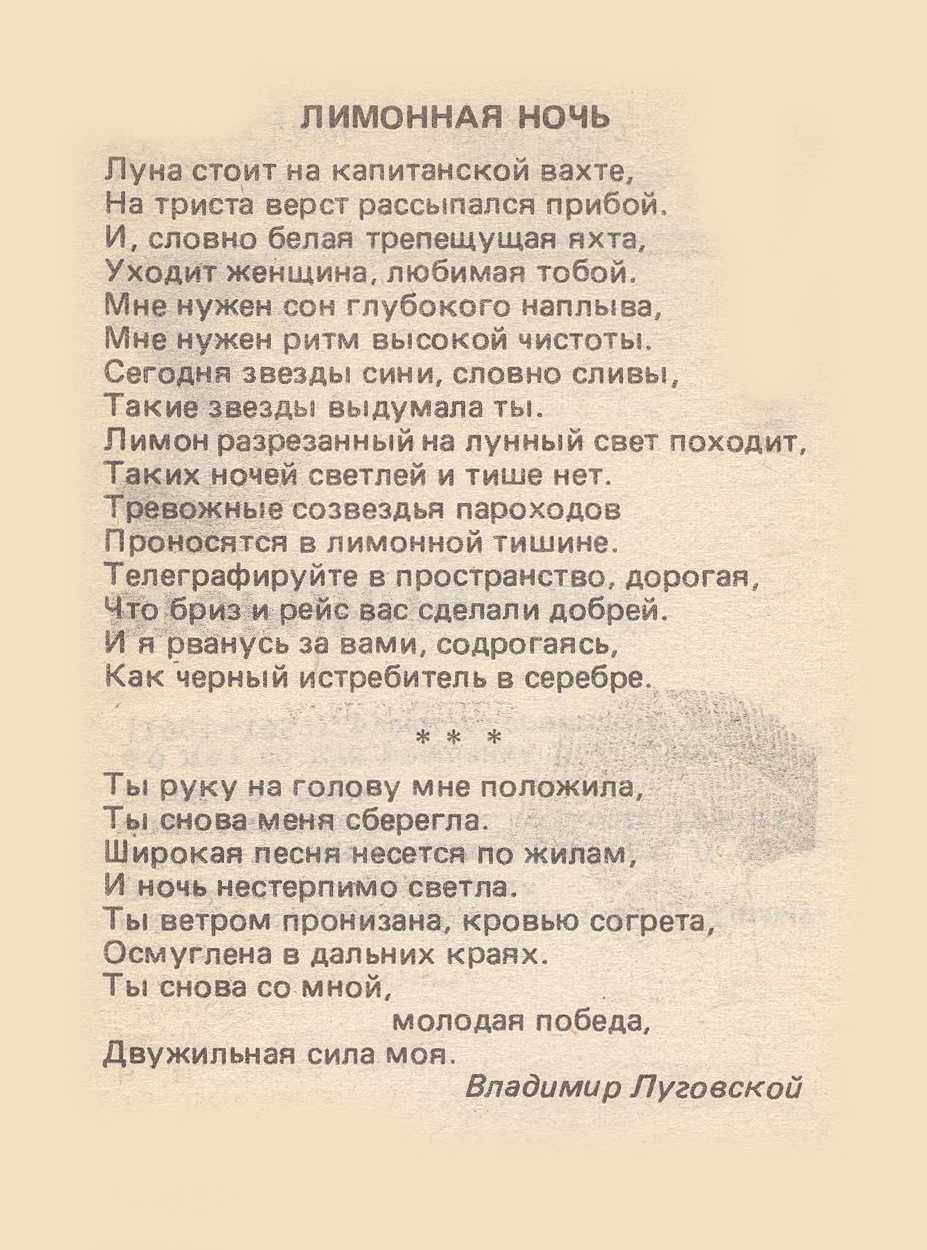 ЛИМОННАЯ НОЧЬ
Луна стоит на капитанской вахте,
На триста верст рассыпался прибой.
И, словно белая трепещущая яхта,
Уходит женщина, любимая тобой.
Мне нужен сон глубокого наплыва,
Мне нужен ритм высокой чистоты.
Сегодня звезды сини, словно сливы,
Такие звезды выдумала ты.
Лимон разрезанный на лунный свет походит,
Таких ночей светлей и тише нет.
Тревожные созвездья пароходов
Проносятся в лимонной тишине.
Телеграфируйте в пространство, дорогая,
Что бриз и рейс вас сделали добрей.
И я рванусь за вами, содрогаясь,
Как черный истребитель в серебре.
* * *
Ты руку на голову мне положила,
Ты снова меня сберегла.
Широкая песня несется по жилам,
И ночь нестерпимо светла.
Ты ветром пронизана, кровью согрета,
Осмуглена в дальних краях.
Ты снова со мной,
молодая победа,
Двужильная сила моя.
Владимир Луговской